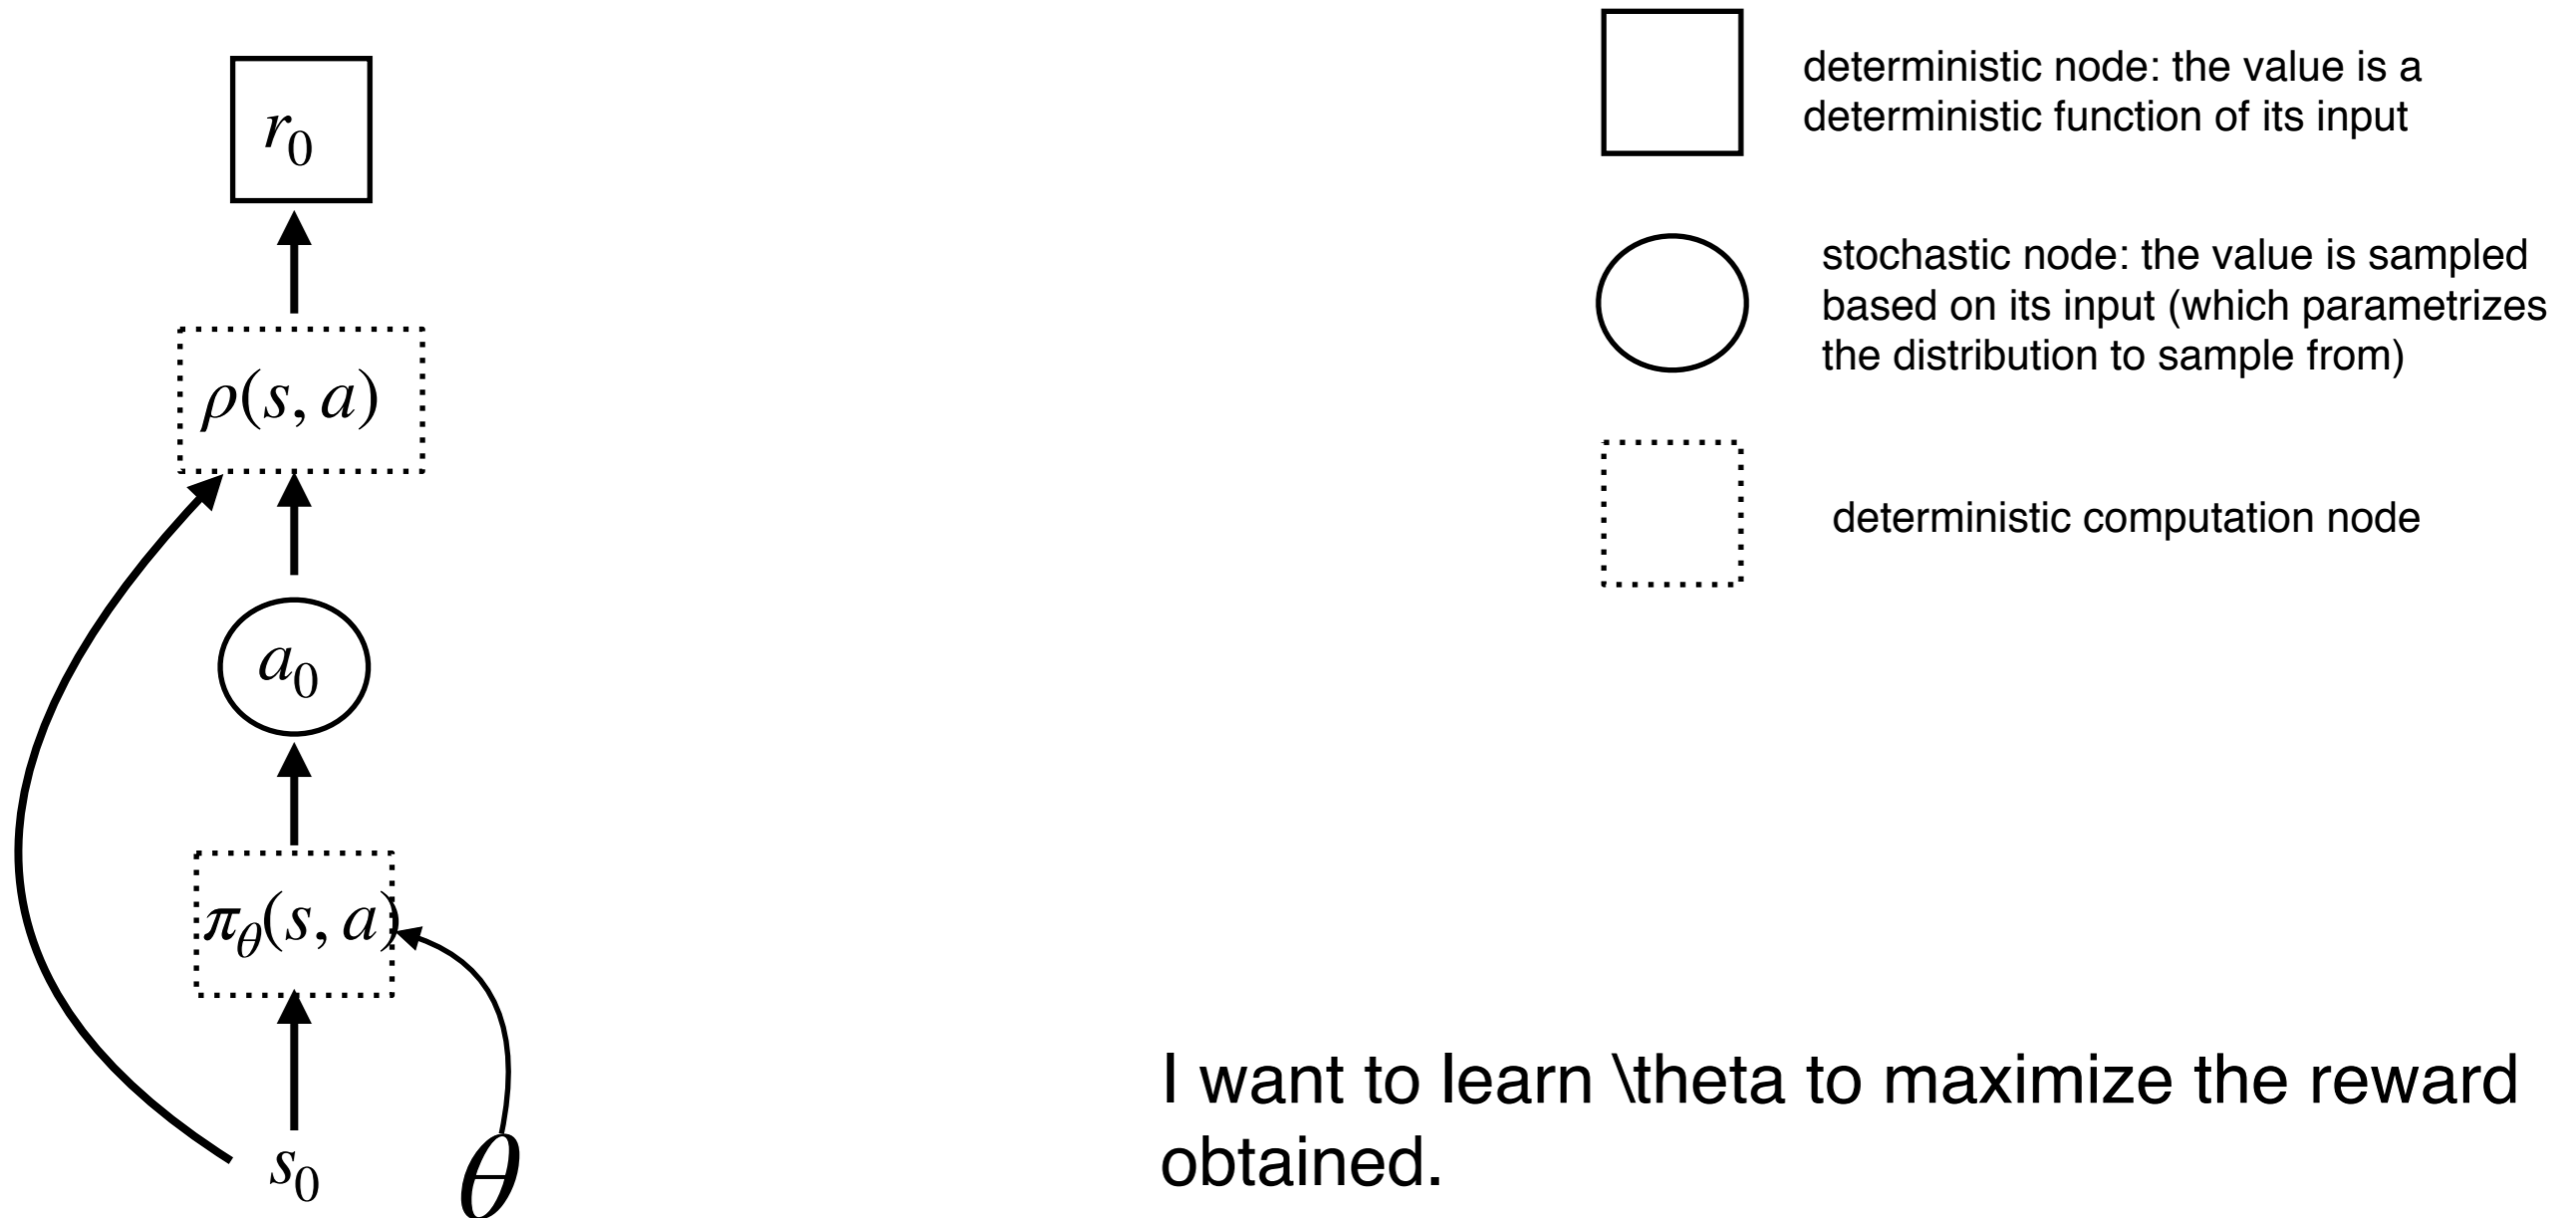 r₀
ρ(s, a)
a₀
π_θ(s, a)
s₀
θ
deterministic node: the value is a
deterministic function of its input
stochastic node: the value is sampled
based on its input (which parametrizes
the distribution to sample from)
deterministic computation node
I want to learn \theta to maximize the reward
obtained.